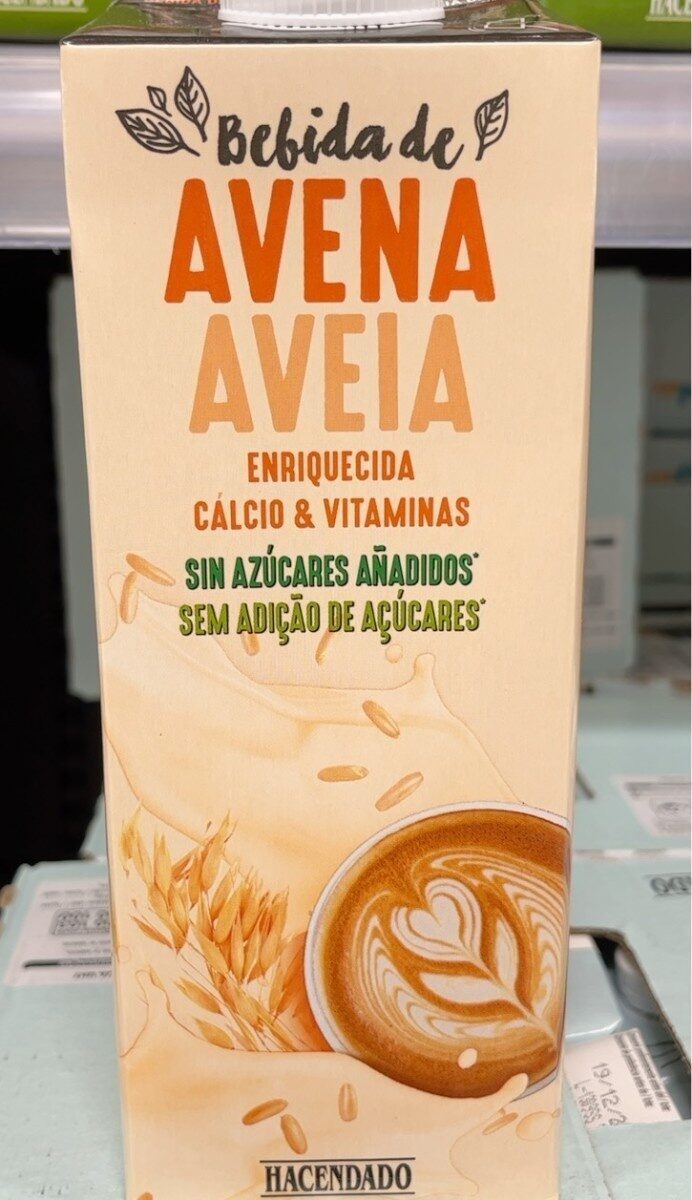 Bebida de
AVENA
AVEIA
ENRIQUECIDA
CÁLCIO & VITAMINAS
SIN AZÚCARES AÑADIDOS*
SEM ADIÇÃO DE AÇÚCARES*
HACENDADO